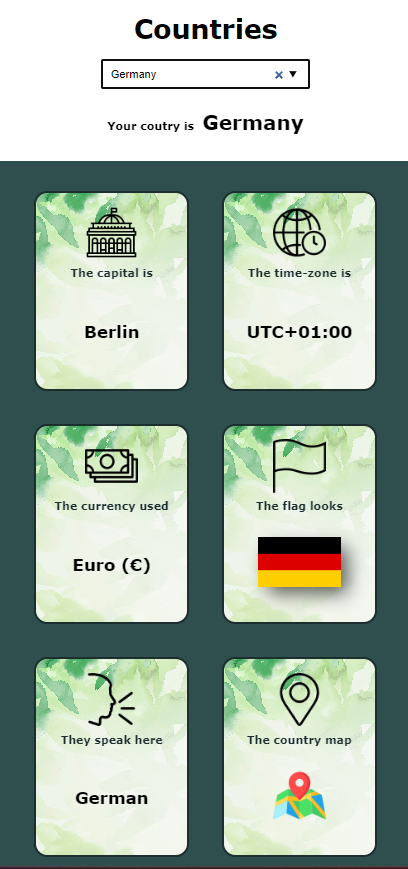 Countries
Germany
Your coutry is Germany
The capital is
Berlin
The time-zone is
UTC+01:00
The currency used
Euro (€)
The flag looks
They speak here
German
The country map